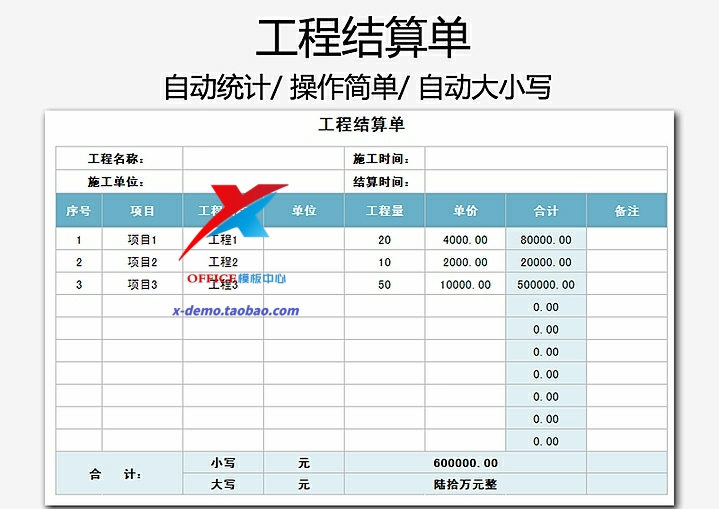 工程结算单
自动统计/ 操作简单/ 自动大小写
工程结算单
工程名称： 施工时间：
施工单位： 结算时间：
序号 项目 工程 单位 工程量 单价 合计 备注
1 项目1 工程1 20 4000.00 80000.00
2 项目2 工程2 10 2000.00 20000.00
OFFICE模板中心
3 项目3 工程3 50 10000.00 500000.00
x-demo.taobao.com
0.00
0.00
0.00
0.00
0.00
0.00
0.00
合 计： 小写 元 600000.00
大写 元 陆拾万元整